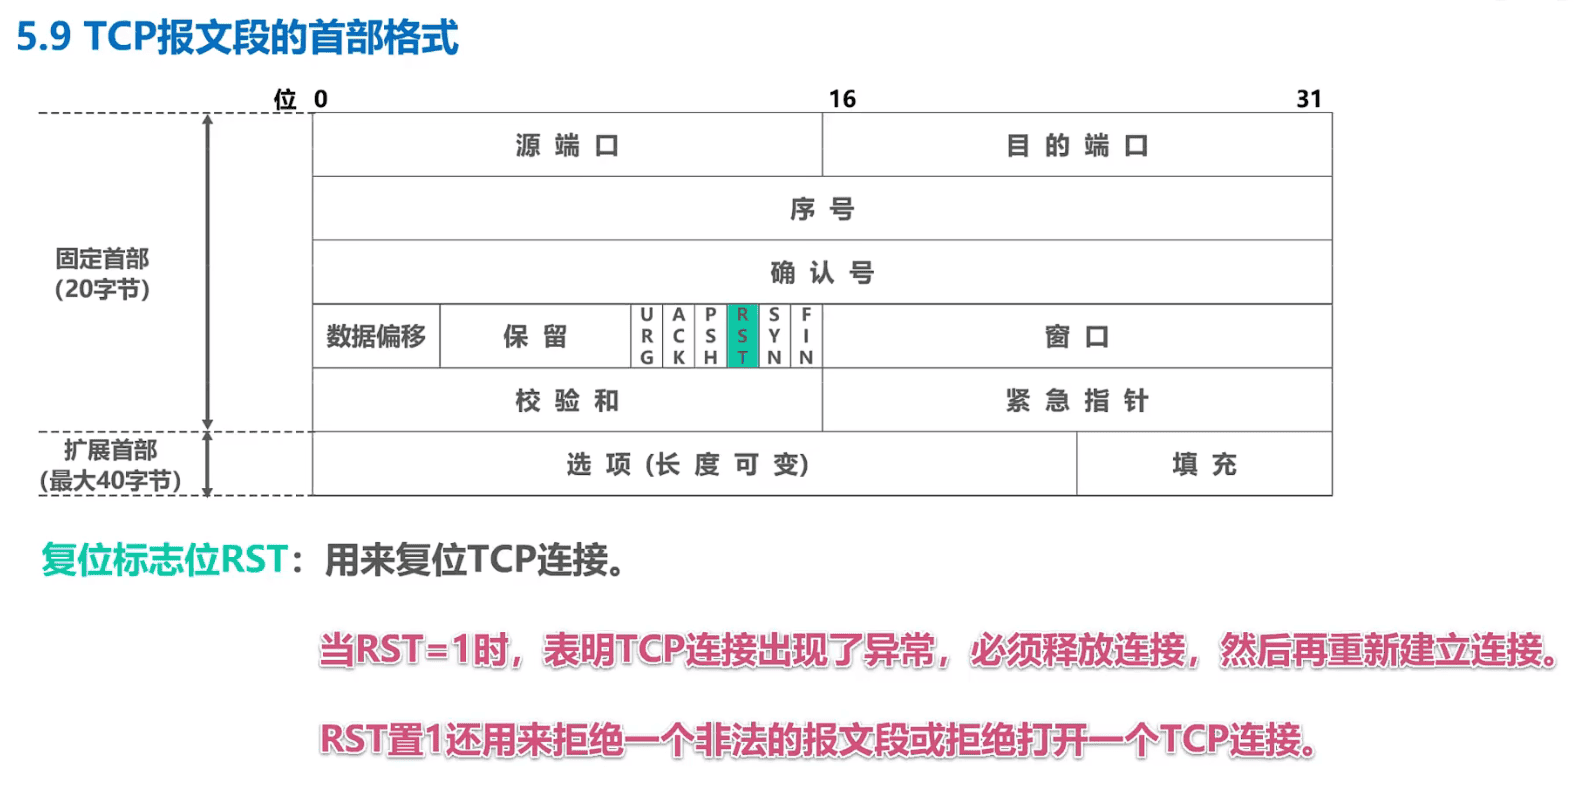 5.9 TCP报文段的首部格式
位 0 16 31
源 端 口 目 的 端 口
序 号
确 认 号
固定首部
(20字节)
数据偏移 保 留 URG ACK PSH RST SYN FIN 窗 口
校 验 和 紧 急 指 针
扩展首部
(最大40字节)
选 项 (长 度 可 变) 填 充
复位标志位RST：用来复位TCP连接。
当RST=1时，表明TCP连接出现了异常，必须释放连接，然后再重新建立连接。
RST置1还用来拒绝一个非法的报文段或拒绝打开一个TCP连接。